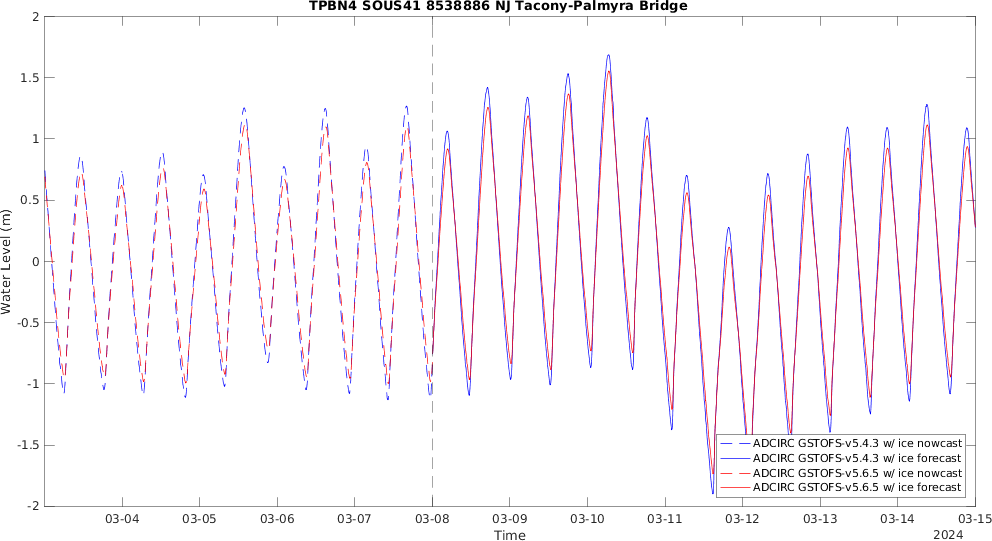 TPBN4 SOUS41 8538886 NJ Tacony-Palmyra Bridge
Water Level (m)
2
1.5
1
0.5
0
-0.5
-1
-1.5
-2
ADCIRC GSTOFS-v5.4.3 w/ ice nowcast
ADCIRC GSTOFS-v5.4.3 w/ ice forecast
ADCIRC GSTOFS-v5.6.5 w/ ice nowcast
ADCIRC GSTOFS-v5.6.5 w/ ice forecast
03-04 03-05 03-06 03-07 03-08 03-09 03-10 03-11 03-12 03-13 03-14 03-15
Time
2024